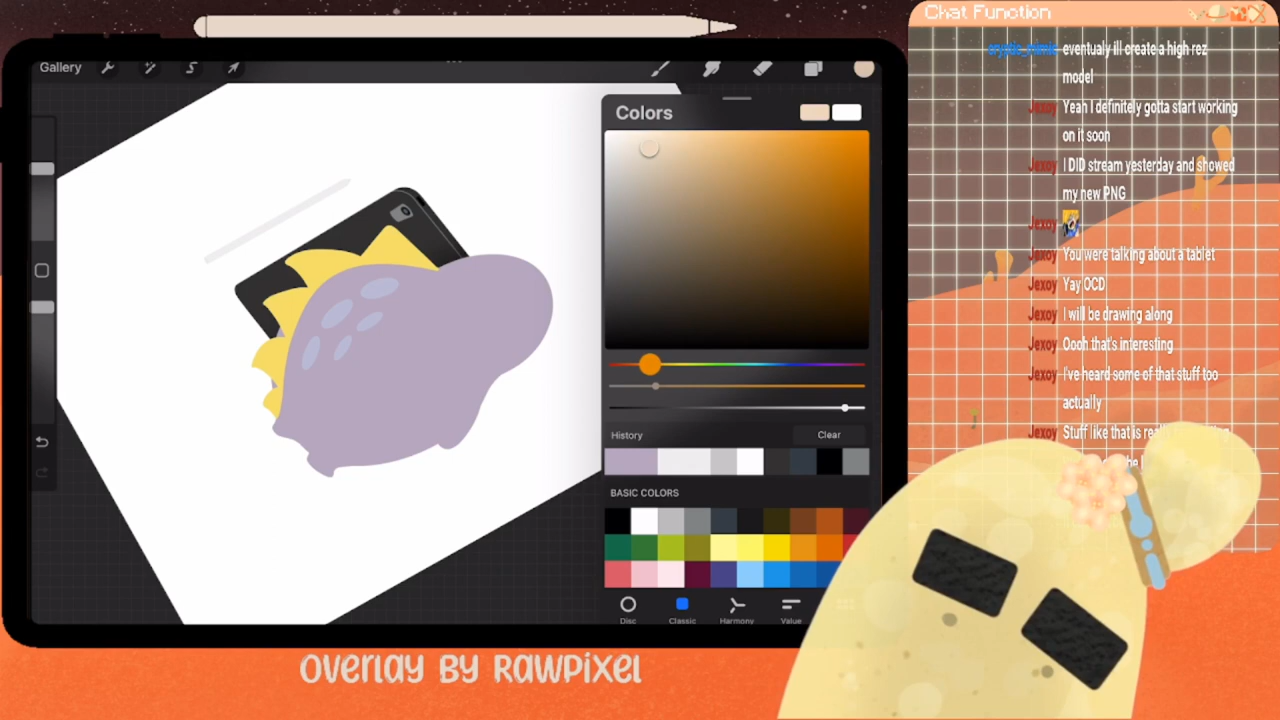 Chat Function
Gallery
Colors
cryptic_mimic eventualy ill create a high rez
model
Jexoy Yeah I definitely gotta start working
on it soon
Jexoy I DID stream yesterday and showed
my new PNG
Jexoy
Jexoy You were talking about a tablet
Jexoy Yay OCD
Jexoy I will be drawing along
Jexoy Oooh that's interesting
Jexoy I've heard some of that stuff too
actually
Jexoy Stuff like that is
the
History
Clear
BASIC COLORS
Disc
Classic
Harmony
Value
OVERLAY BY RAWPIXEL